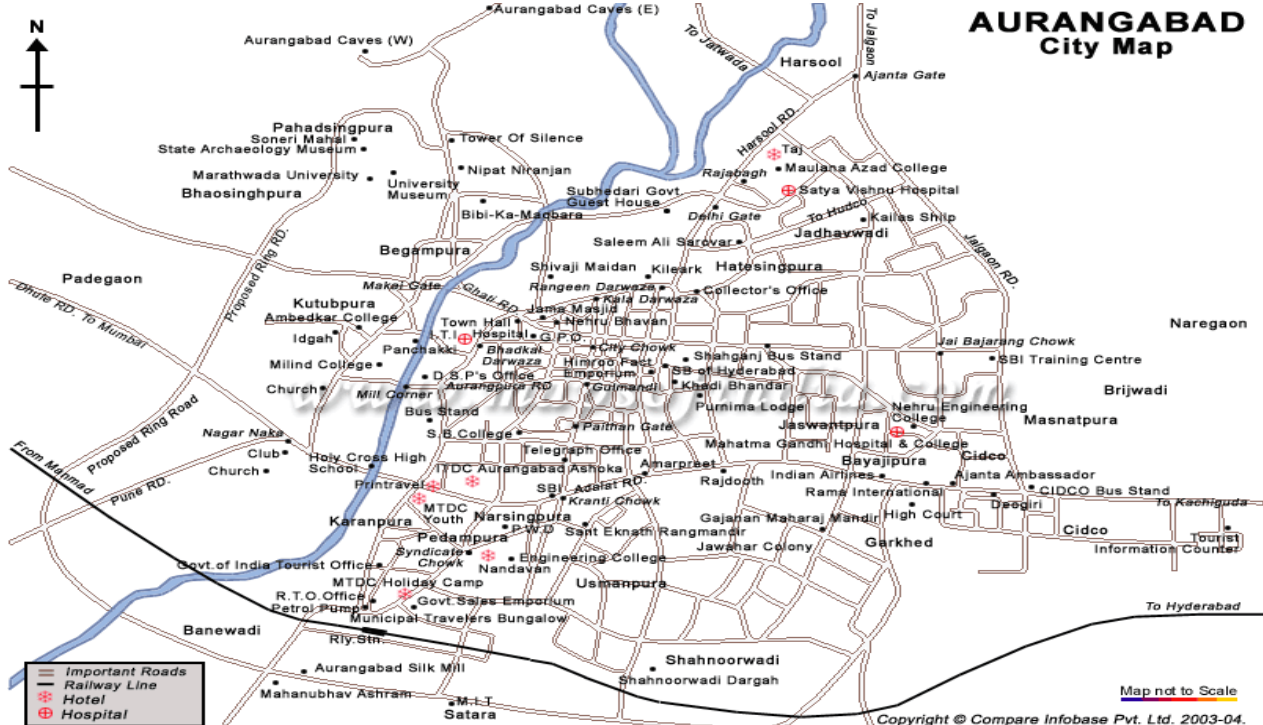 AURANGABAD
City Map
N
Aurangabad Caves (E)
Aurangabad Caves (W)
To Jatwada
Harsool
To Jalgaon
Ajanta Gate
Pahadsingpura
Soneri Mahal
State Archaeology Museum
Tower Of Silence
Harsool RD.
Taj
Maulana Azad College
Marathwada University
University
Museum
Nipat Niranjan
Rajabagh
Satya Vishnu Hospital
Bhaosinghpura
Subhedari Govt.
Guest House
Bibi-Ka-Maqbara
Delhi Gate
To Hudco
Kailas Shilp
Jadhavwadi
Begampura
Saleem Ali Sarovar
Jalgaon RD.
Proposed Ring RD.
Padegaon
Shivaji Maidan
Kileark
Hatesingpura
Makai Gate
Ghati RD.
Rangeen Darwaze
Collector's Office
Dhule RD. To Mumbai
Kutubpura
Kala Darwaza
Ambedkar College
Jama Masjid
Town Hall
Nehru Bhavan
Naregaon
Idgah
I.T.I
Hospital
G.P.O.
Panchakki
Bhadkal
Darwaza
City Chowk
Shahganj Bus Stand
Jai Bajarang Chowk
SBI Training Centre
Milind College
Himroo Fact
Emporium
SB of Hyderabad
D.S.P's Office
Church
Mill Corner
Aurangpura RD
Gulmandi
Khadi Bhandar
Brijwadi
www.mapsofindia.com
Bus Stand
Purnima Lodge
Nehru Engineering
College
Masnatpura
Proposed Ring Road
Paithan Gate
Jaswantpura
Nagar Naka
S.B.College
Mahatma Gandhi Hospital & College
From Manmad
Club
Holy Cross High
School
Telegraph Office
Bayajipura
Cidco
Church
ITDC Aurangabad Ashoka
Amarpreet
Rajdooth
Indian Airlines
Ajanta Ambassador
Pune RD.
Printravel
SBI
Adalat RD.
Rama International
CIDCO Bus Stand
Kranti Chowk
Deogiri
To Kachiguda
MTDC
Youth
Karanpura
Narsingpura
P.W.D
Gajanan Maharaj Mandir
High Court
Pedampura
Sant Eknath Rangmandir
Cidco
Syndicate
Chowk
Jawahar Colony
Garkhed
Tourist
Information Counter
Engineering College
Nandavan
Govt.of India Tourist Office
MTDC Holiday Camp
Usmanpura
R.T.O.Office
Petrol Pump
Govt.Sales Emporium
To Hyderabad
Municipal Travelers Bungalow
Banewadi
Rly.Stn.
Shahnoorwadi
Aurangabad Silk Mill
Shahnoorwadi Dargah
Mahanubhav Ashram
M.I.T
Satara
Important Roads
Railway Line
Hotel
Hospital
Map not to Scale
Copyright © Compare Infobase Pvt. Ltd. 2003-04.